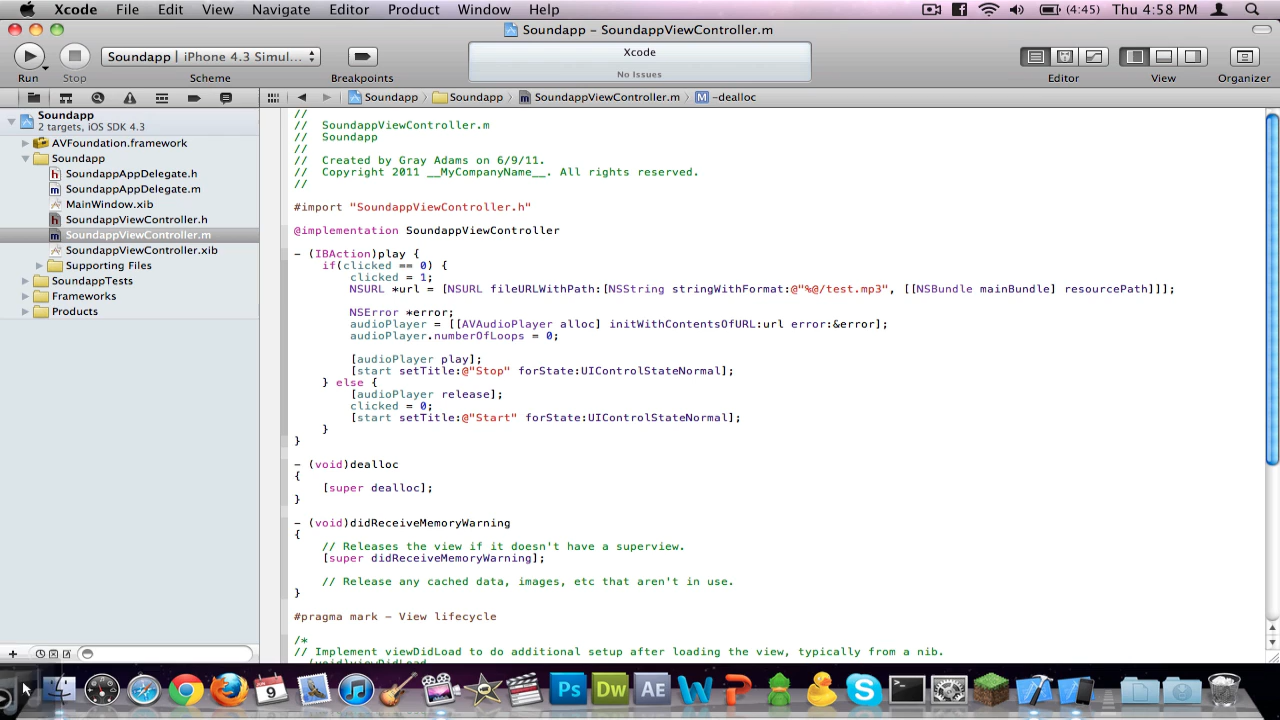 Xcode File Edit View Navigate Editor Product Window Help (4:45) Thu 4:58 PM
Soundapp – SoundappViewController.m
Soundapp | iPhone 4.3 Simul...
Xcode
No Issues
Run Stop Scheme Breakpoints Editor View Organizer
Soundapp Soundapp SoundappViewController.m M -dealloc
Soundapp
2 targets, iOS SDK 4.3
AVFoundation.framework
Soundapp
h SoundappAppDelegate.h
m SoundappAppDelegate.m
MainWindow.xib
h SoundappViewController.h
m SoundappViewController.m
SoundappViewController.xib
Supporting Files
SoundappTests
Frameworks
Products
//
// SoundappViewController.m
// Soundapp
//
// Created by Gray Adams on 6/9/11.
// Copyright 2011 __MyCompanyName__. All rights reserved.
//
#import "SoundappViewController.h"
@implementation SoundappViewController
- (IBAction)play {
if(clicked == 0) {
clicked = 1;
NSURL *url = [NSURL fileURLWithPath:[NSString stringWithFormat:@"%@/test.mp3", [[NSBundle mainBundle] resourcePath]]];
NSError *error;
audioPlayer = [[AVAudioPlayer alloc] initWithContentsOfURL:url error:&error];
audioPlayer.numberOfLoops = 0;
[audioPlayer play];
[start setTitle:@"Stop" forState:UIControlStateNormal];
} else {
[audioPlayer release];
clicked = 0;
[start setTitle:@"Start" forState:UIControlStateNormal];
}
}
- (void)dealloc
{
[super dealloc];
}
- (void)didReceiveMemoryWarning
{
// Releases the view if it doesn't have a superview.
[super didReceiveMemoryWarning];
// Release any cached data, images, etc that aren't in use.
}
#pragma mark - View lifecycle
/*
// Implement viewDidLoad to do additional setup after loading the view, typically from a nib.
- (void)viewDidLoad
9 Ps Dw AE W P S